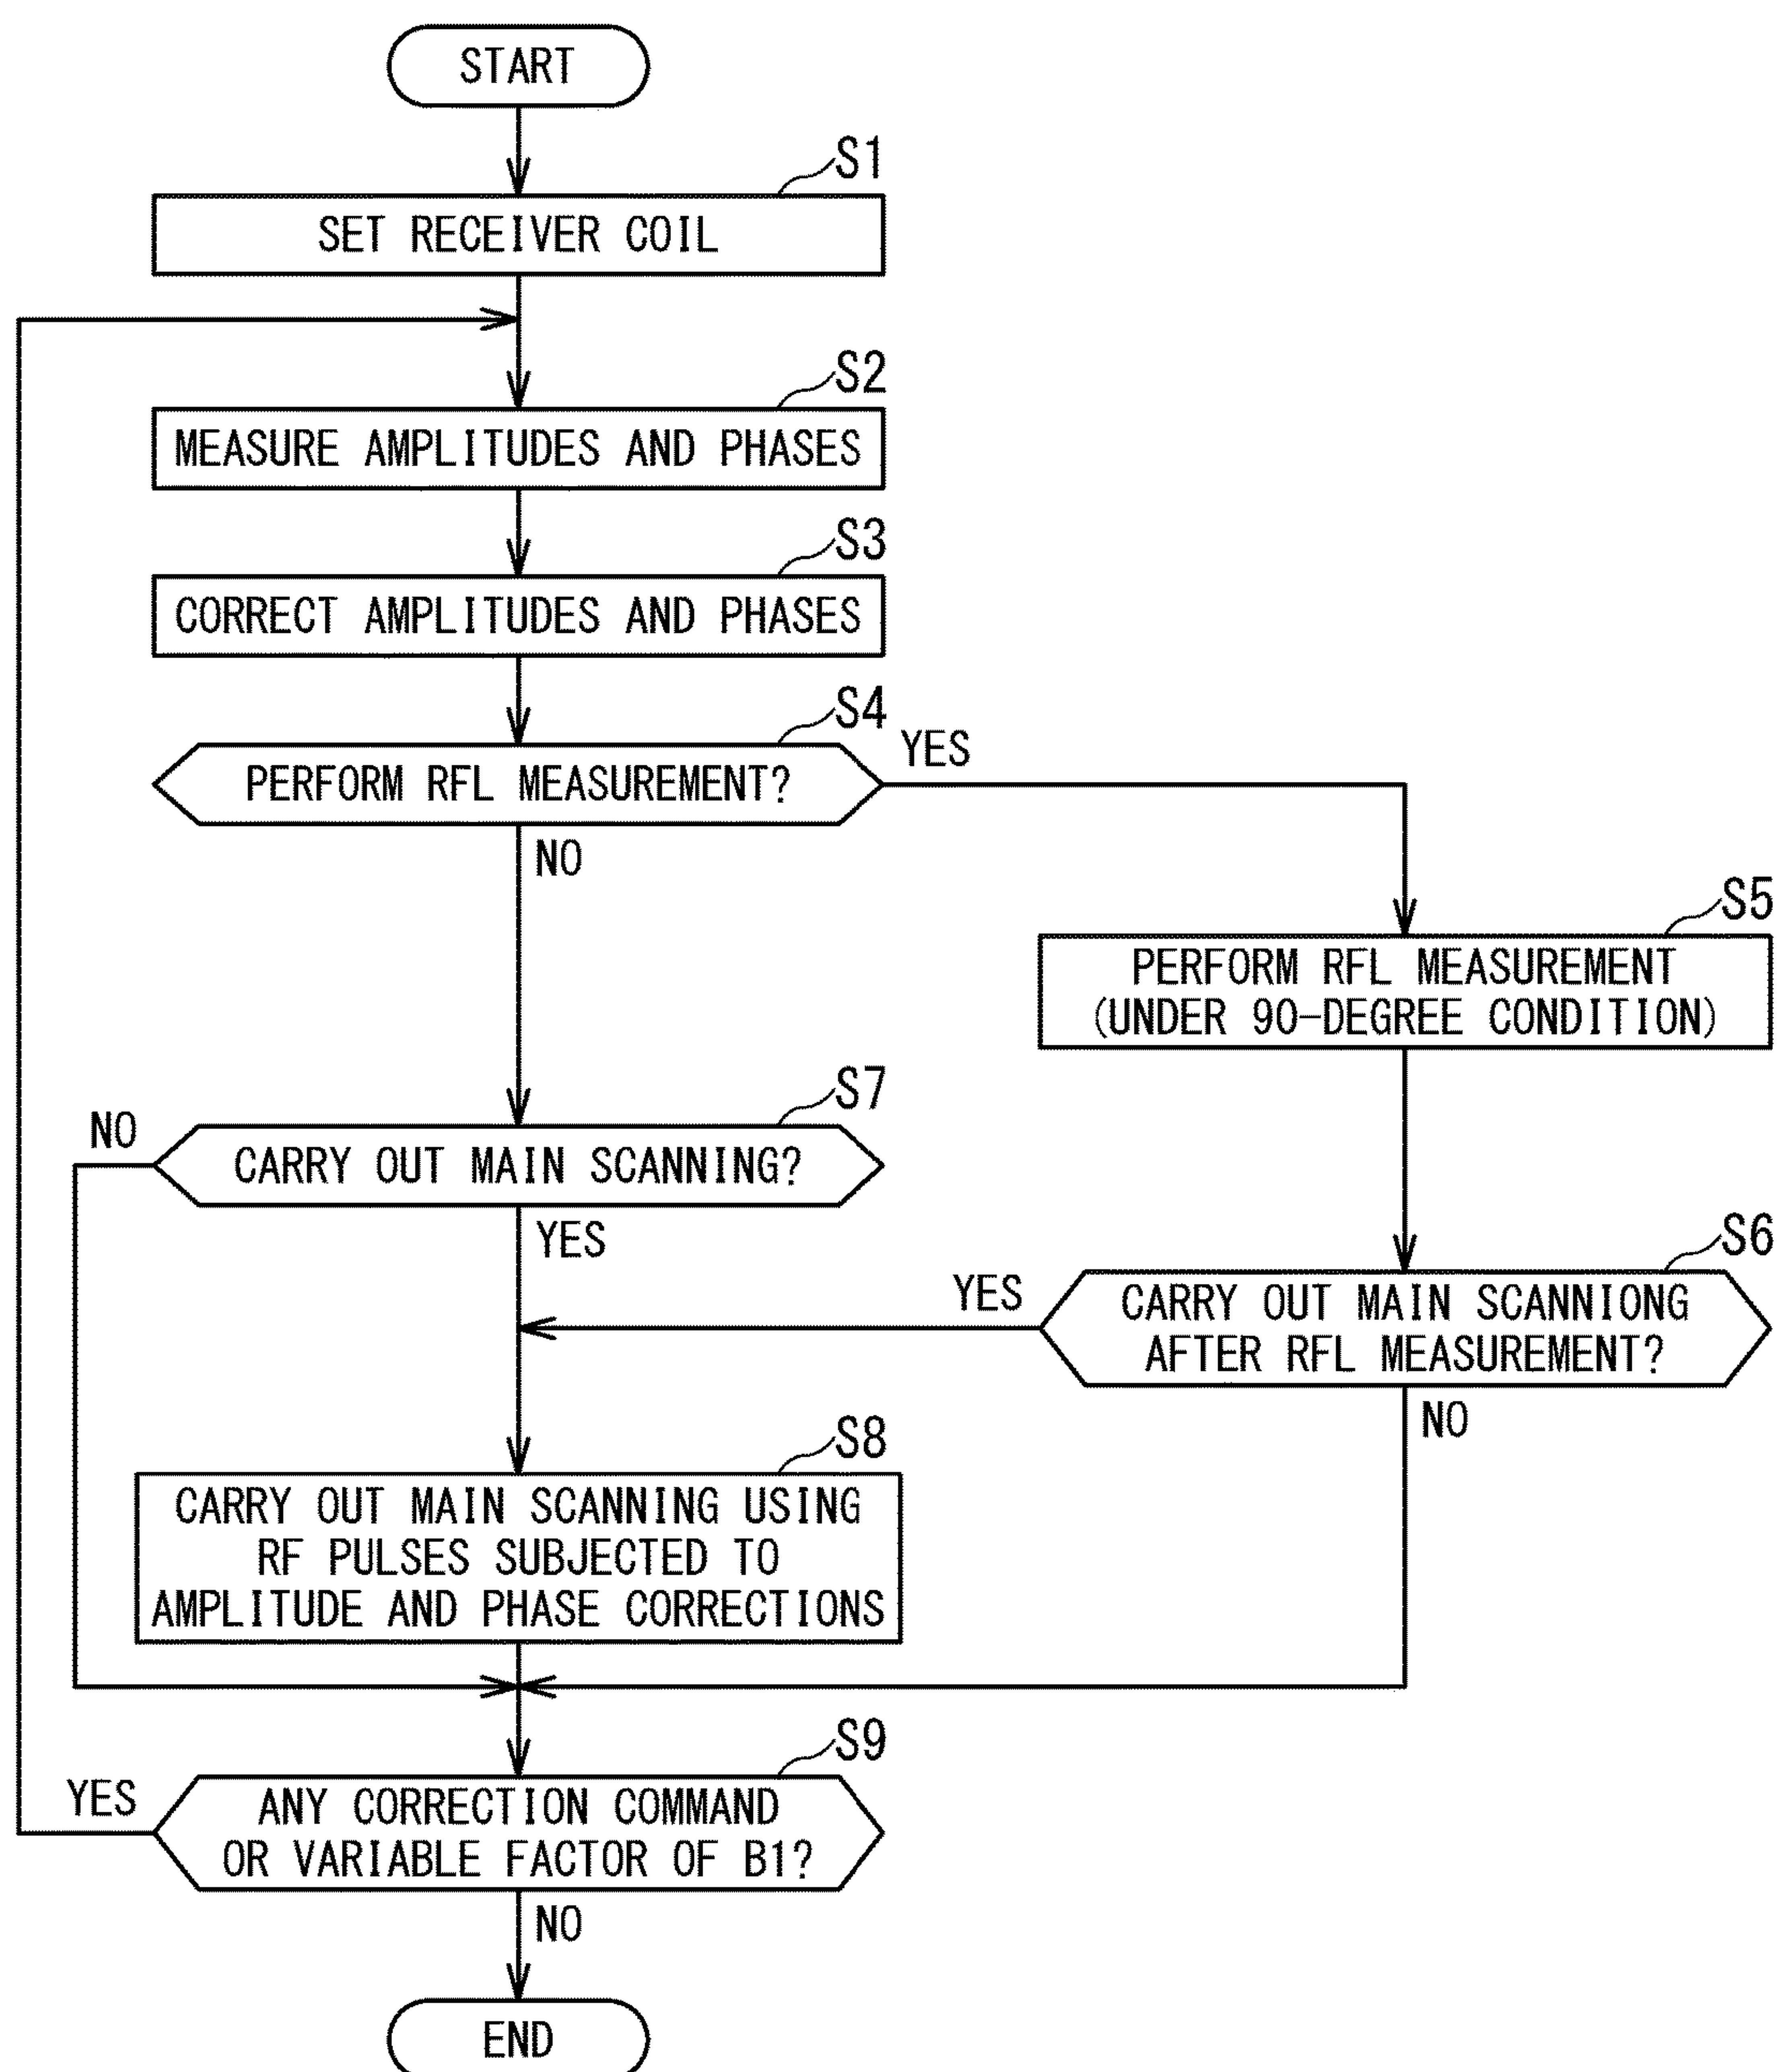 START
S1
SET RECEIVER COIL
S2
MEASURE AMPLITUDES AND PHASES
S3
CORRECT AMPLITUDES AND PHASES
S4
PERFORM RFL MEASUREMENT?
YES
NO
S5
PERFORM RFL MEASUREMENT
(UNDER 90-DEGREE CONDITION)
S7
NO
CARRY OUT MAIN SCANNING?
YES
S6
YES
CARRY OUT MAIN SCANNIONG
AFTER RFL MEASUREMENT?
NO
S8
CARRY OUT MAIN SCANNING USING
RF PULSES SUBJECTED TO
AMPLITUDE AND PHASE CORRECTIONS
S9
YES
ANY CORRECTION COMMAND
OR VARIABLE FACTOR OF B1?
NO
END